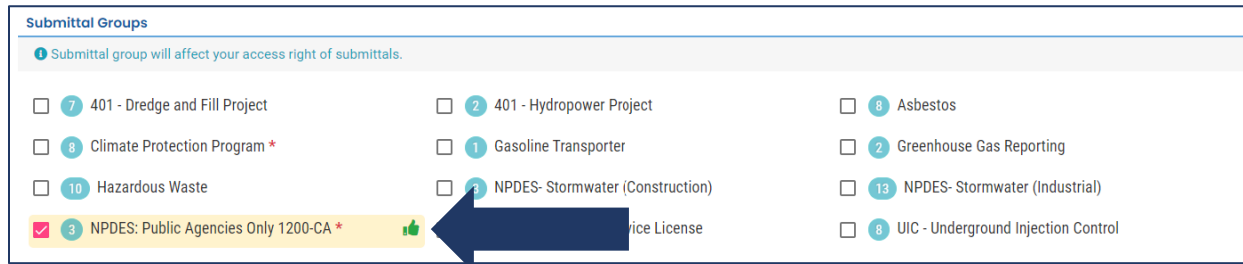 Submittal Groups
Submittal group will affect your access right of submittals.
7 401 - Dredge and Fill Project 2 401 - Hydropower Project 8 Asbestos
8 Climate Protection Program * 1 Gasoline Transporter 2 Greenhouse Gas Reporting
10 Hazardous Waste NPDES- Stormwater (Construction) 13 NPDES- Stormwater (Industrial)
3 NPDES: Public Agencies Only 1200-CA * License 8 UIC - Underground Injection Control